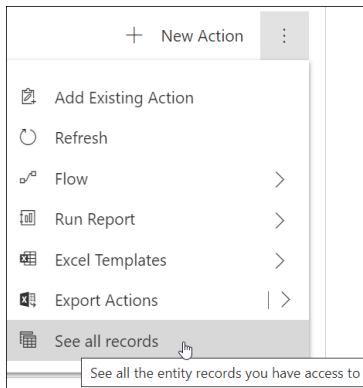 New Action
Add Existing Action
Refresh
Flow
Run Report
Excel Templates
Export Actions
See all records
See all the entity records you have access to